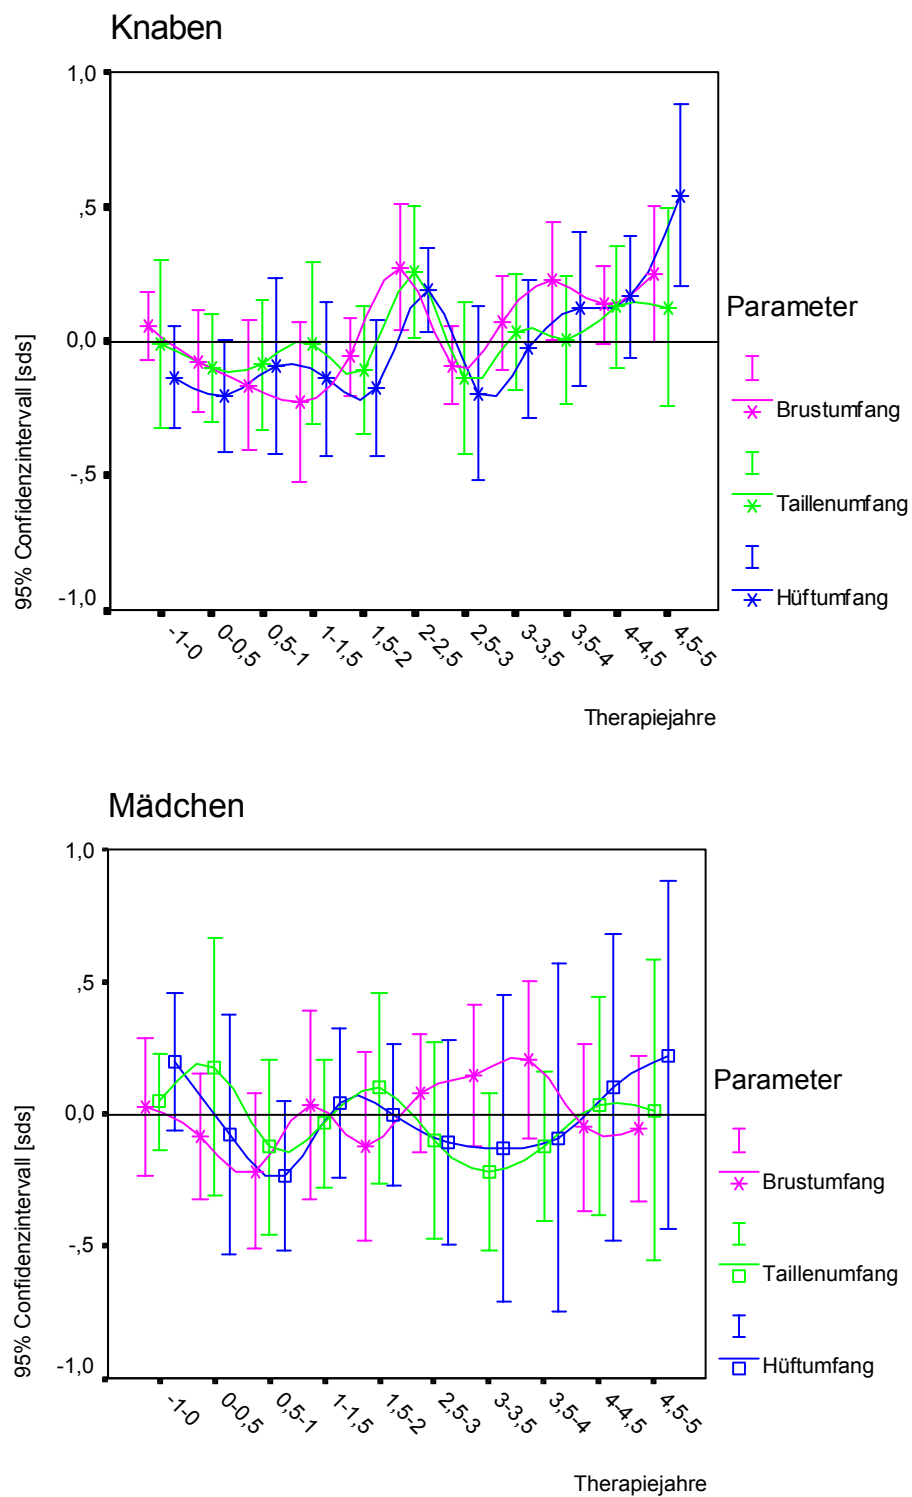 Knaben
95% Confidenzintervall [sds]
1,0
,5
0,0
-,5
-1,0
-1-0
0-0,5
0,5-1
1-1,5
1,5-2
2-2,5
2,5-3
3-3,5
3,5-4
4-4,5
4,5-5
Therapiejahre
Parameter
Brustumfang
Taillenumfang
Hüftumfang
Mädchen
95% Confidenzintervall [sds]
1,0
,5
0,0
-,5
-1,0
-1-0
0-0,5
0,5-1
1-1,5
1,5-2
2,5-3
3-3,5
3,5-4
4-4,5
4,5-5
Therapiejahre
Parameter
Brustumfang
Taillenumfang
Hüftumfang